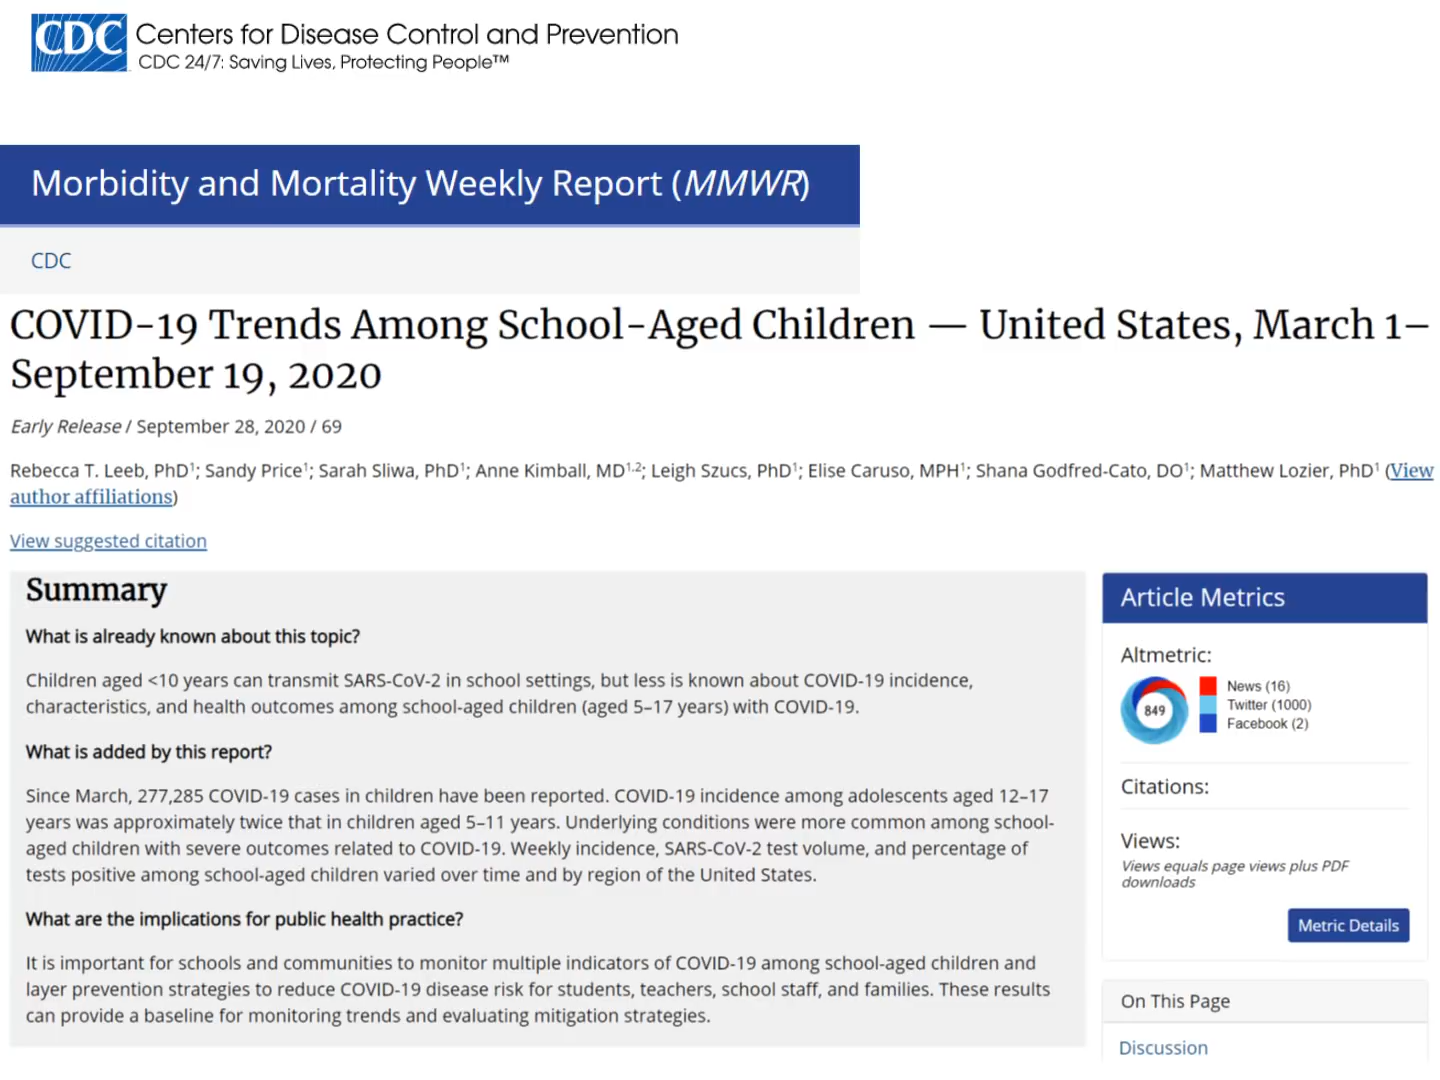 CDC Centers for Disease Control and Prevention
CDC 24/7: Saving Lives, Protecting People™
Morbidity and Mortality Weekly Report (MMWR)
CDC
COVID-19 Trends Among School-Aged Children — United States, March 1–
September 19, 2020
Early Release / September 28, 2020 / 69
Rebecca T. Leeb, PhD1; Sandy Price1; Sarah Sliwa, PhD1; Anne Kimball, MD1,2; Leigh Szucs, PhD1; Elise Caruso, MPH1; Shana Godfred-Cato, DO1; Matthew Lozier, PhD1 (View
author affiliations)
View suggested citation
Summary
What is already known about this topic?
Children aged <10 years can transmit SARS-CoV-2 in school settings, but less is known about COVID-19 incidence,
characteristics, and health outcomes among school-aged children (aged 5–17 years) with COVID-19.
What is added by this report?
Since March, 277,285 COVID-19 cases in children have been reported. COVID-19 incidence among adolescents aged 12–17
years was approximately twice that in children aged 5–11 years. Underlying conditions were more common among school-
aged children with severe outcomes related to COVID-19. Weekly incidence, SARS-CoV-2 test volume, and percentage of
tests positive among school-aged children varied over time and by region of the United States.
What are the implications for public health practice?
It is important for schools and communities to monitor multiple indicators of COVID-19 among school-aged children and
layer prevention strategies to reduce COVID-19 disease risk for students, teachers, school staff, and families. These results
can provide a baseline for monitoring trends and evaluating mitigation strategies.
Article Metrics
Altmetric:
849
News (16)
Twitter (1000)
Facebook (2)
Citations:
Views:
Views equals page views plus PDF
downloads
Metric Details
On This Page
Discussion